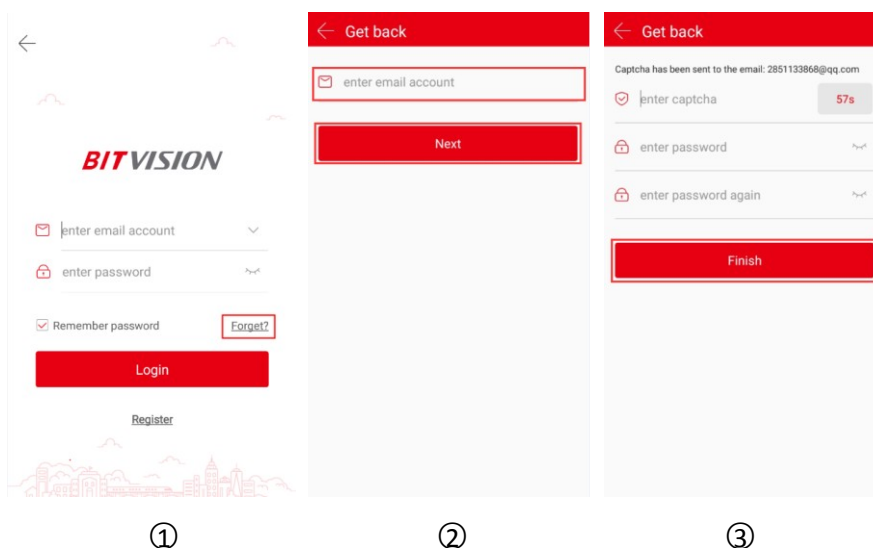 BITVISION
enter email account
enter password
Remember password Forget?
Login
Register
①
Get back
enter email account
Next
②
Get back
Captcha has been sent to the email: 2851133868@qq.com
enter captcha 57s
enter password
enter password again
Finish
③